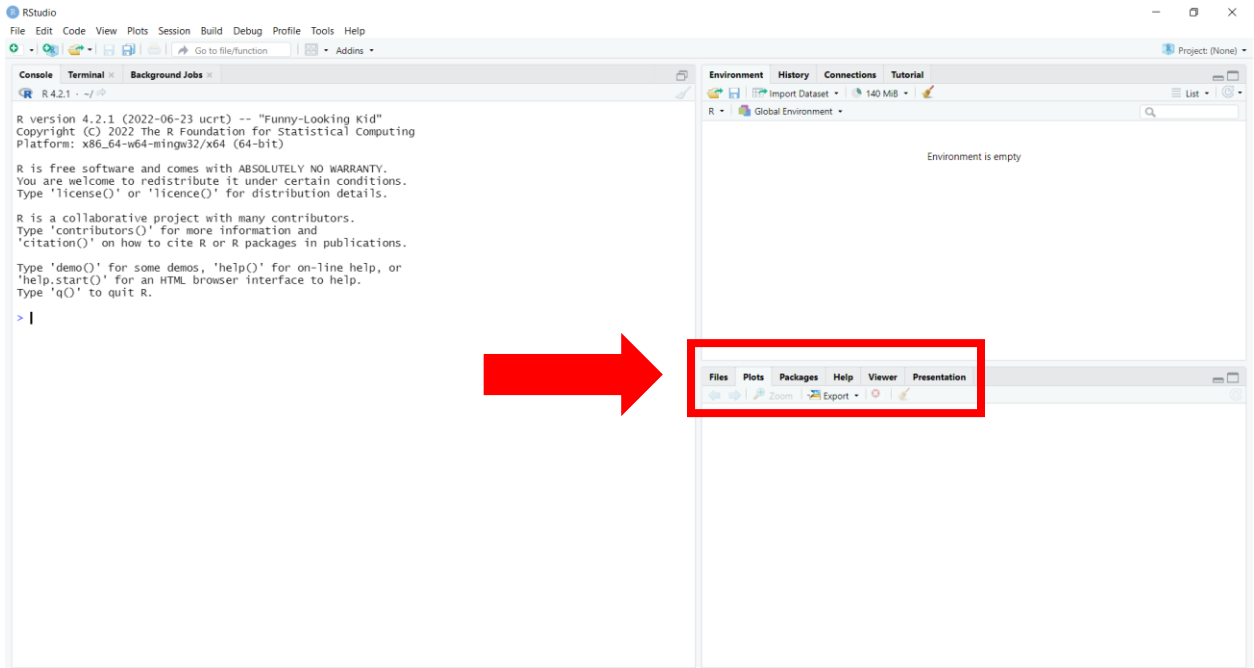 RStudio
File Edit Code View Plots Session Build Debug Profile Tools Help
Go to file/function Addins Project: (None)
Console Terminal Background Jobs
R 4.2.1 · ~/
R version 4.2.1 (2022-06-23 ucrt) -- "Funny-Looking Kid"
Copyright (C) 2022 The R Foundation for Statistical Computing
Platform: x86_64-w64-mingw32/x64 (64-bit)
R is free software and comes with ABSOLUTELY NO WARRANTY.
You are welcome to redistribute it under certain conditions.
Type 'license()' or 'licence()' for distribution details.
R is a collaborative project with many contributors.
Type 'contributors()' for more information and
'citation()' on how to cite R or R packages in publications.
Type 'demo()' for some demos, 'help()' for on-line help, or
'help.start()' for an HTML browser interface to help.
Type 'q()' to quit R.
>
Environment History Connections Tutorial
Import Dataset 140 MiB List
R Global Environment
Environment is empty
Files Plots Packages Help Viewer Presentation
Zoom Export